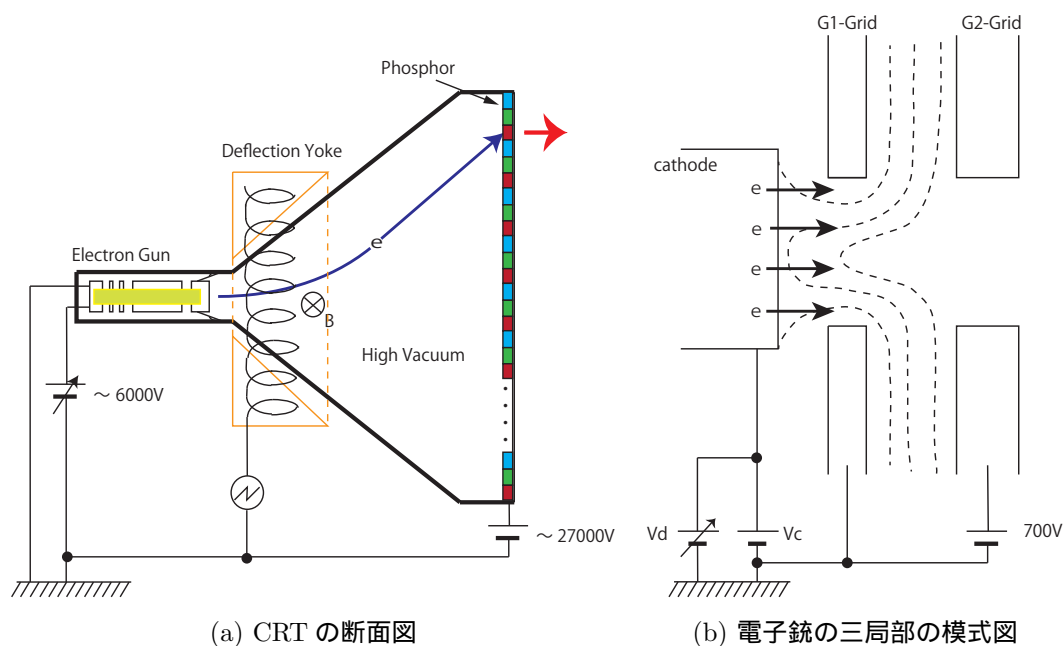 Phosphor
Deflection Yoke
Electron Gun
e
B
High Vacuum
～ 6000V
～ 27000V
(a) CRT の断面図
G1-Grid
G2-Grid
cathode
e
e
e
e
Vd
Vc
700V
(b) 電子銃の三局部の模式図